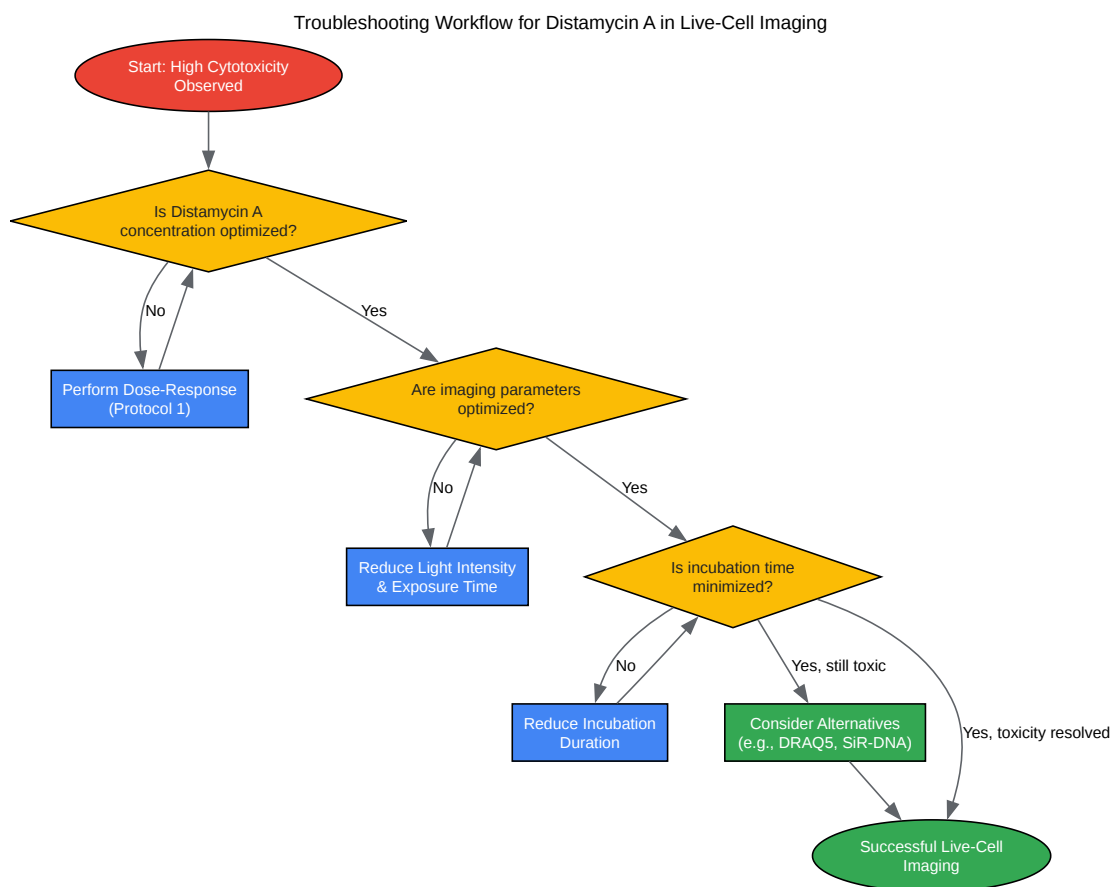 Troubleshooting Workflow for Distamycin A in Live-Cell Imaging
Start: High Cytotoxicity
Observed
Is Distamycin A
concentration optimized?
No
Yes
Perform Dose-Response
(Protocol 1)
Are imaging parameters
optimized?
No
Yes
Reduce Light Intensity
& Exposure Time
Is incubation time
minimized?
No
Yes, still toxic
Yes, toxicity resolved
Reduce Incubation
Duration
Consider Alternatives
(e.g., DRAQ5, SiR-DNA)
Successful Live-Cell
Imaging